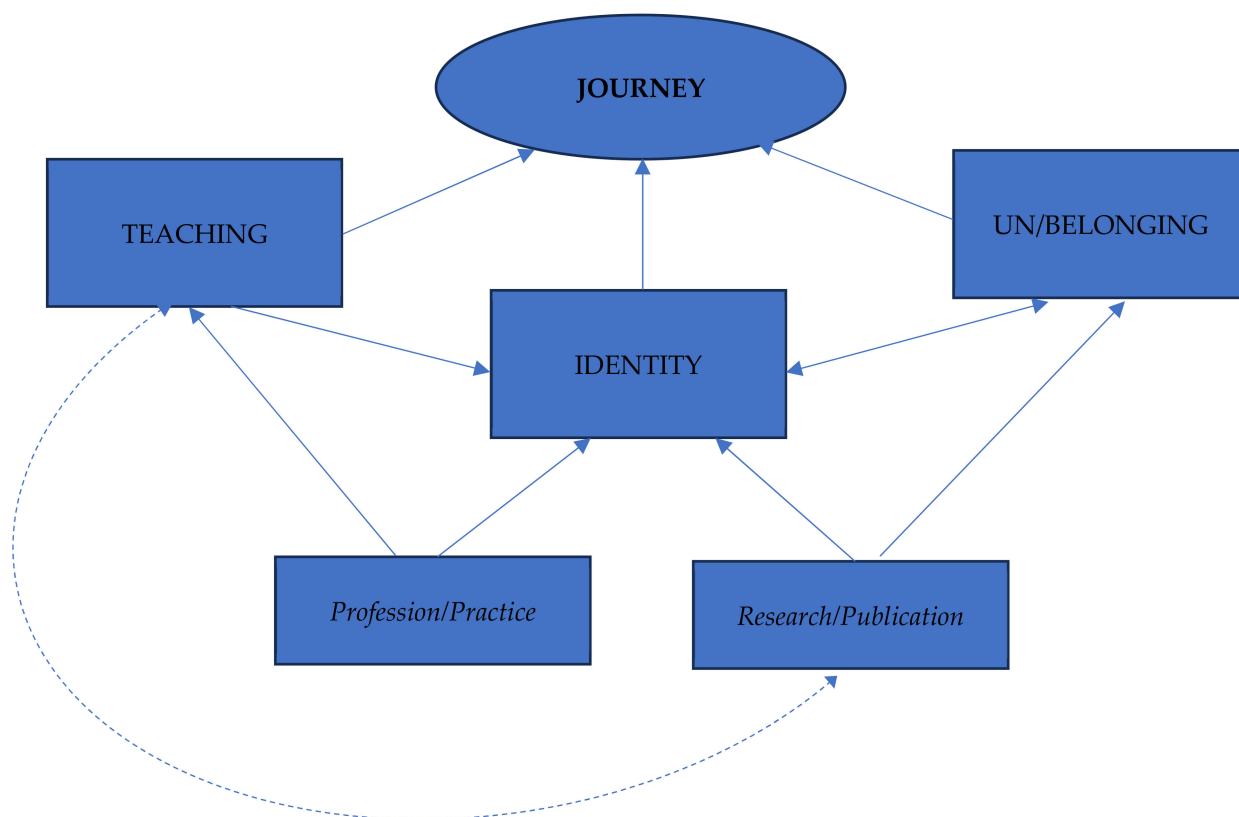 JOURNEY
TEACHING
UN/BELONGING
IDENTITY
Profession/Practice
Research/Publication